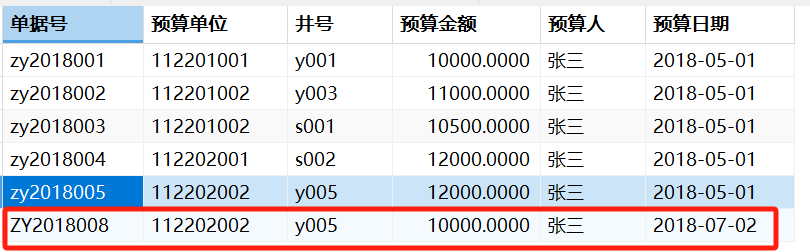 单据号 预算单位 井号 预算金额 预算人 预算日期
zy2018001 112201001 y001 10000.0000 张三 2018-05-01
zy2018002 112201002 y003 11000.0000 张三 2018-05-01
zy2018003 112201002 s001 10500.0000 张三 2018-05-01
zy2018004 112202001 s002 12000.0000 张三 2018-05-01
zy2018005 112202002 y005 12000.0000 张三 2018-05-01
ZY2018008 112202002 y005 10000.0000 张三 2018-07-02